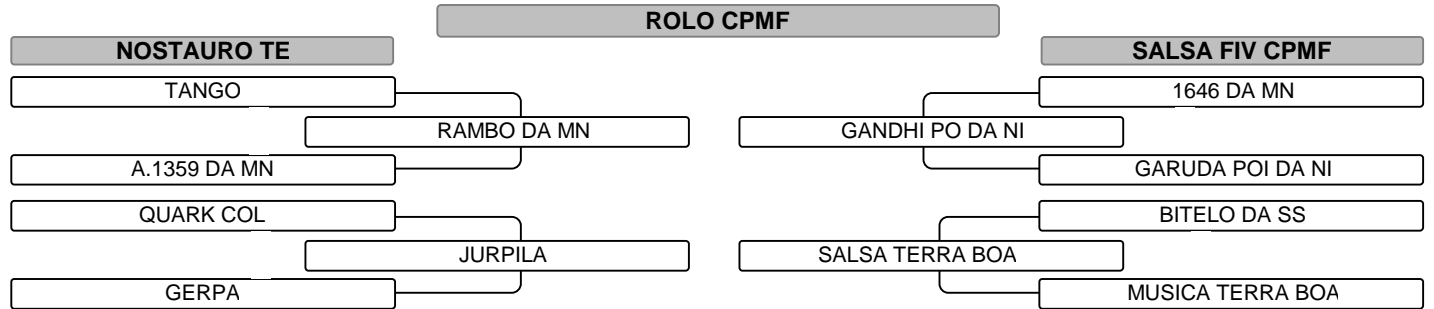 ROLO CPMF
NOSTAURO TE
SALSA FIV CPMF
TANGO
1646 DA MN
RAMBO DA MN
GANDHI PO DA NI
A.1359 DA MN
GARUDA POI DA NI
QUARK COL
BITELO DA SS
JURPILA
SALSA TERRA BOA
GERPA
MUSICA TERRA BOA